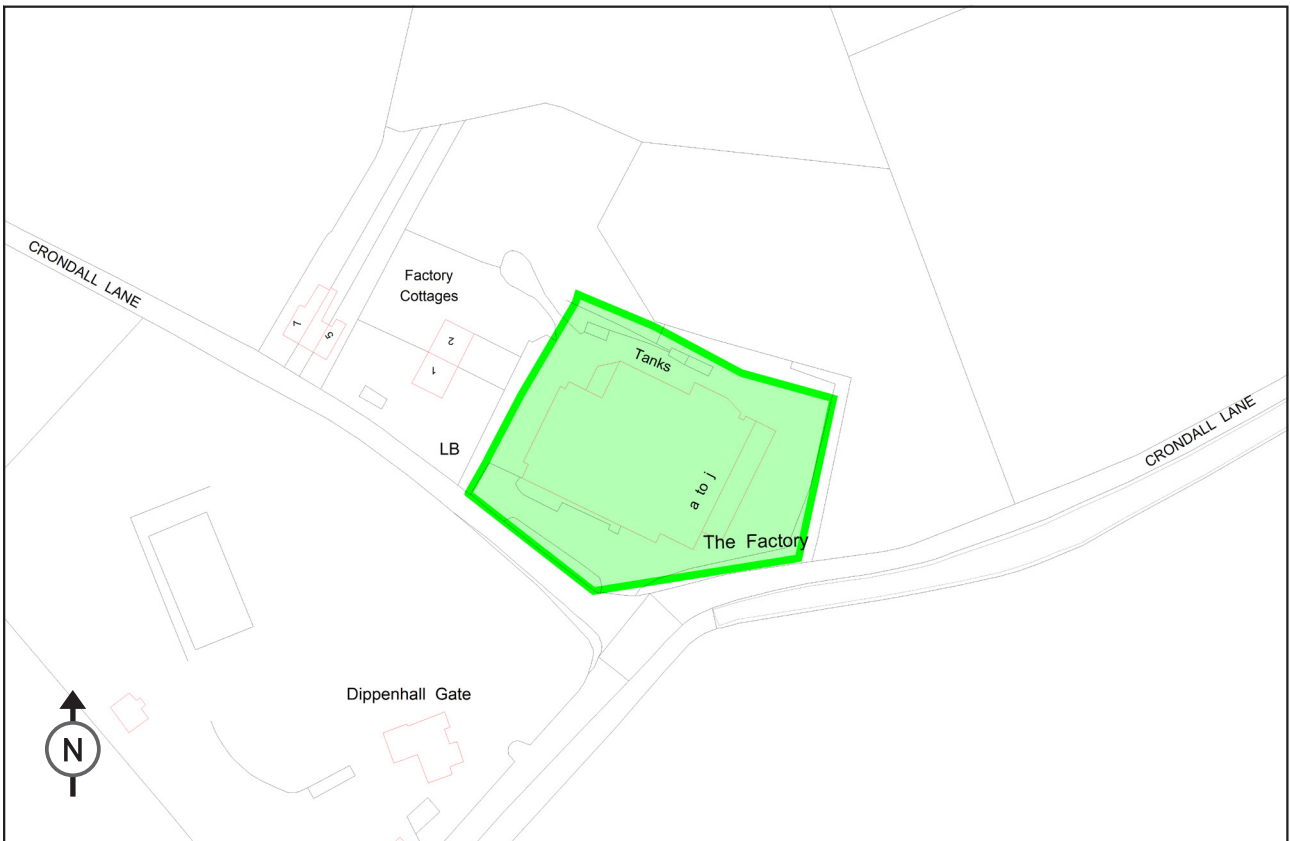 CRONDALL LANE
Factory
Cottages
1
5
2
1
Tanks
LB
a to j
CRONDALL LANE
The Factory
Dippenhall Gate
N